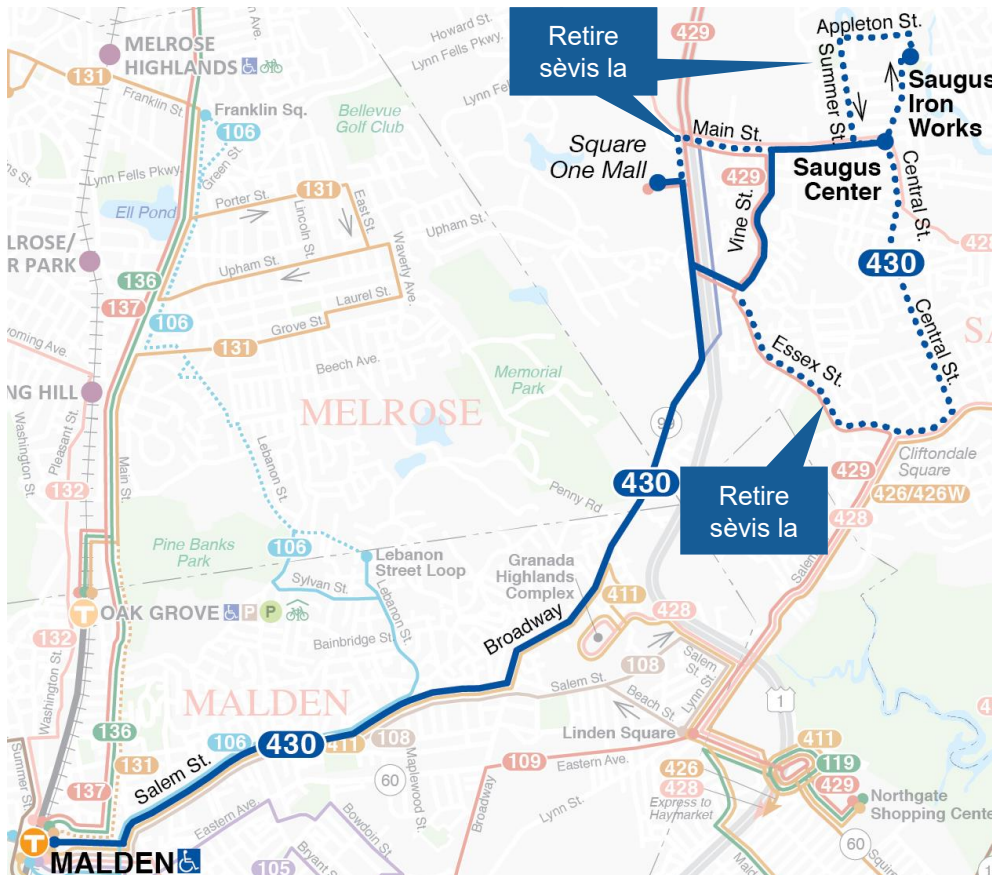 Retire
sèvis la
Howard St.
Lynn Fells Pkwy.
429
Appleton St.
MELROSE
HIGHLANDS
131
Franklin St
Franklin Sq.
106
Green St.
Bellevue
Golf Club
Summer St.
Saugus
Iron
Works
Main St.
Square
One Mall
429
Vine St.
Saugus
Center
Central St.
430
Lynn Fells Pkwy.
Ell Pond
Porter St.
131
Lincoln St.
East St.
Upham St.
Waverly Ave.
Upham St.
Laurel St.
Grove St.
131
136
137
106
Beech Ave.
Memorial
Park
MELROSE
Essex St.
Central St.
Cliftondale
Square
429
426/426W
428
Retire
sèvis la
99
430
Penny Rd
Washington St.
Pleasant St.
132
Main St.
Lebanon St.
Pine Banks
Park
106
Sylvan St.
Lebanon
Street Loop
Lebanon St.
Granada
Highlands
Complex
411
428
T
OAK GROVE
P
P
132
Washington St.
Bainbridge St.
Broadway
108
Salem St.
Salem St.
Beach St.
Lynn St.
Linden Square
1
MALDEN
136
131
137
106
430
411
108
Salem St.
60
Maplewood St.
109
Eastern Ave.
Broadway
Lynn St.
426
428
Express to
Haymarket
411
119
429
Northgate
Shopping Cente
60
Summer St.
Eastern Ave.
Bowdoin St.
Bryant St.
105
T
MALDEN